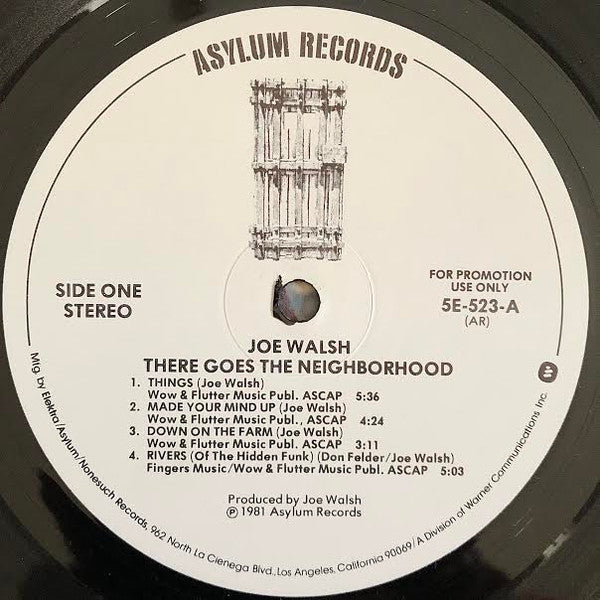 ASYLUM RECORDS
SIDE ONE
STEREO
FOR PROMOTION
USE ONLY
5E-523-A
(AR)
JOE WALSH
THERE GOES THE NEIGHBORHOOD
1. THINGS (Joe Walsh)
Wow & Flutter Music Publ. ASCAP 5:36
2. MADE YOUR MIND UP (Joe Walsh)
Wow & Flutter Music Publ., ASCAP 4:24
3. DOWN ON THE FARM (Joe Walsh)
Wow & Flutter Music Publ. ASCAP 3:11
4. RIVERS (Of The Hidden Funk) (Don Felder/Joe Walsh)
Fingers Music/Wow & Flutter Music Publ. ASCAP 5:03
Produced by Joe Walsh
℗ 1981 Asylum Records
Mfg. by Elektra/Asylum/Nonesuch Records, 962 North La Cienega Blvd., Los Angeles, California 90069/A Division of Warner Communications Inc.